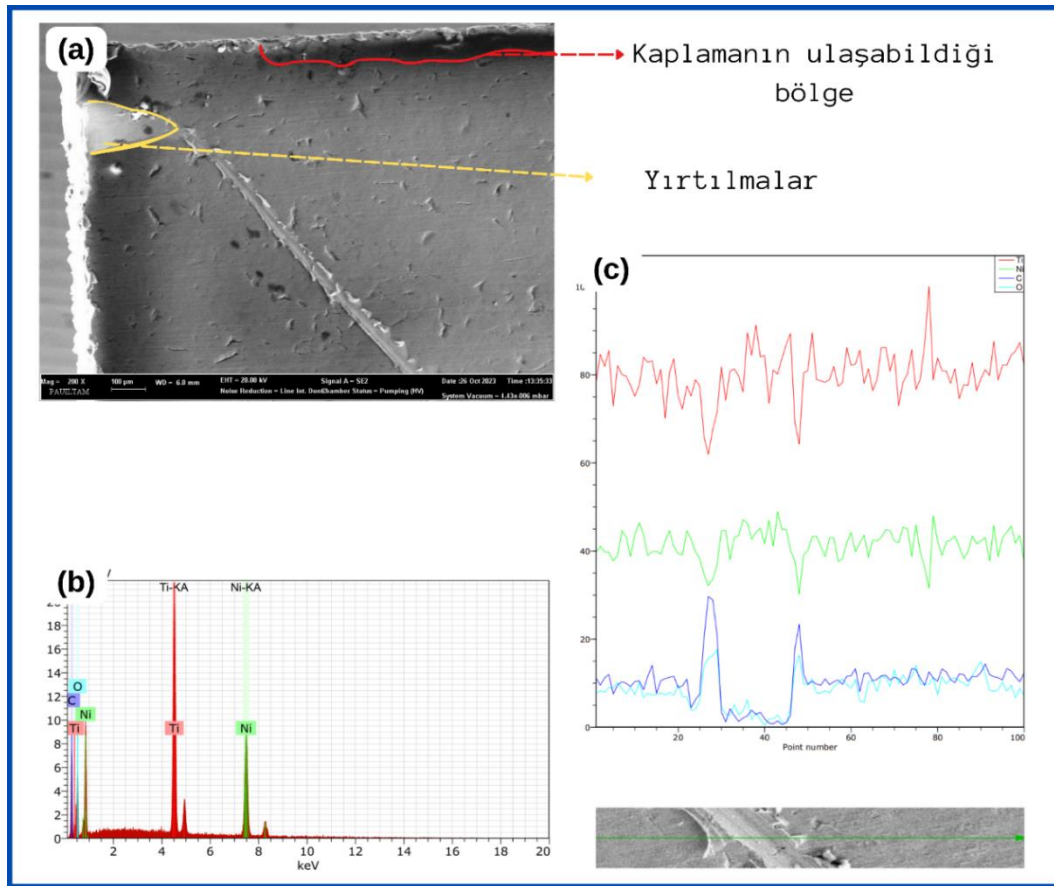 (a)
Kaplamanın ulaşabildiği
bölge
Yırtılmalar
Mag = 200 X
100 µm
WD = 6.0 mm
EHT = 20.00 kV
Signal A = SE2
Date :26 Oct 2023
Time :13:35:33
PAUILTAM
Noise Reduction = Line Int. Done
Chamber Status = Pumping (HV)
System Vacuum =
mbar
(c)
Ti
Ni
C
O
80
60
40
20
0
20
40
60
80
100
Point number
(b)
Ti-KA
Ni-KA
18
16
14
12
10
8
6
4
2
0
O
C
Ni
Ti
Ti
Ni
2
4
6
8
10
12
14
16
18
20
keV